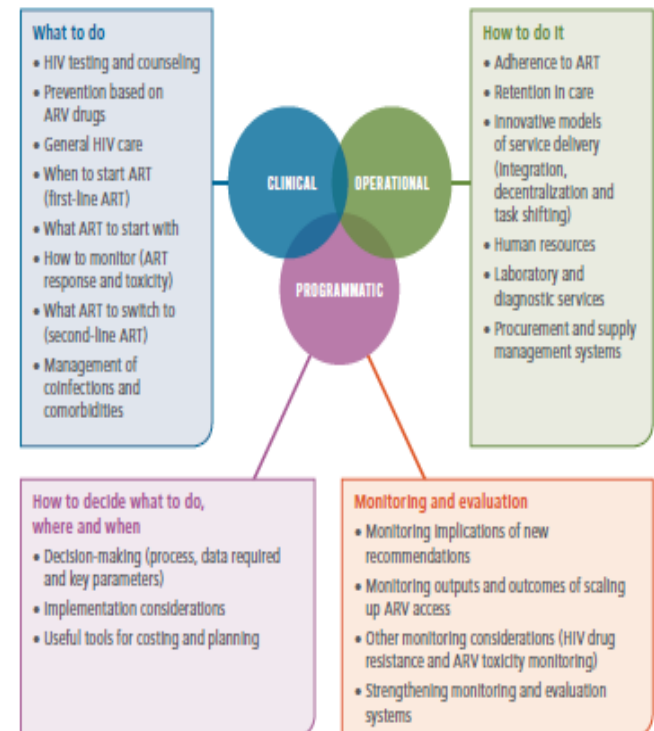 What to do
• HIV testing and counseling
• Prevention based on
ARV drugs
• General HIV care
• When to start ART
(first-line ART)
• What ART to start with
• How to monitor (ART
response and toxicity)
• What ART to switch to
(second-line ART)
• Management of
coinfections and
comorbidities
CLINICAL
OPERATIONAL
PROGRAMMATIC
How to do it
• Adherence to ART
• Retention in care
• Innovative models
of service delivery
(integration,
decentralization and
task shifting)
• Human resources
• Laboratory and
diagnostic services
• Procurement and supply
management systems
How to decide what to do,
where and when
• Decision-making (process, data required
and key parameters)
• Implementation considerations
• Useful tools for costing and planning
Monitoring and evaluation
• Monitoring implications of new
recommendations
• Monitoring outputs and outcomes of scaling
up ARV access
• Other monitoring considerations (HIV drug
resistance and ARV toxicity monitoring)
• Strengthening monitoring and evaluation
systems